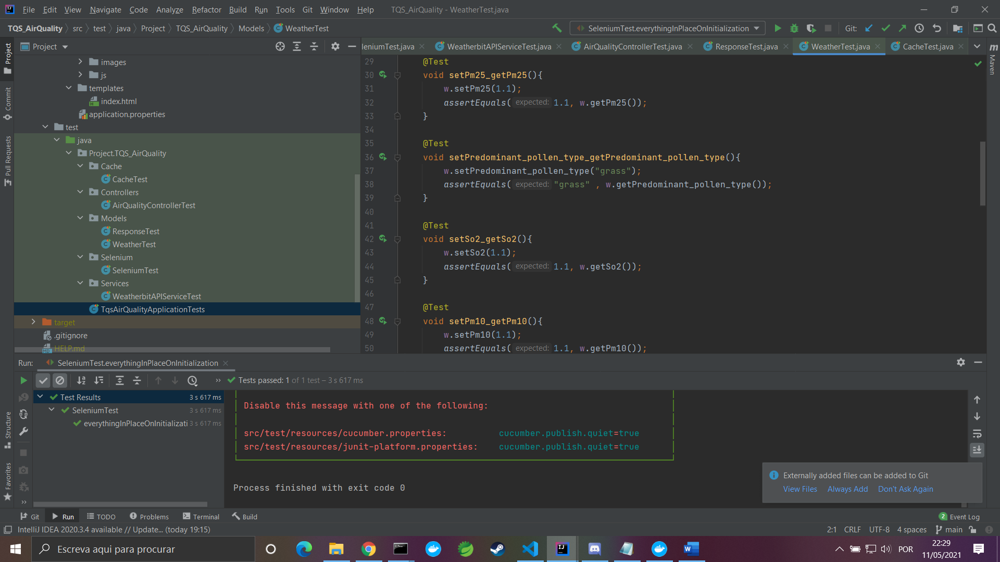 File Edit View Navigate Code Analyze Refactor Build Run Tools Git Window Help TQS_AirQuality - WeatherTest.java
TQS_AirQuality src test java Project TQS_AirQuality Models WeatherTest SeleniumTest.everythingInPlaceOnInitialization Git:
Project
leniumTest.java WeatherbitAPIServiceTest.java AirQualityControllerTest.java ResponseTest.java WeatherTest.java CacheTest.java
Project
Commit
Pull Requests
Structure
Favorites
Maven
images
js
templates
index.html
application.properties
test
java
Project.TQS_AirQuality
Cache
CacheTest
Controllers
AirQualityControllerTest
Models
ResponseTest
WeatherTest
Selenium
SeleniumTest
Services
WeatherbitAPIServiceTest
TqsAirQualityApplicationTests
target
.gitignore
HELP.md
29 @Test
30 void setPm25_getPm25(){
31 w.setPm25(1.1);
32 assertEquals( expected: 1.1, w.getPm25());
33 }
34
35 @Test
36 void setPredominant_pollen_type_getPredominant_pollen_type(){
37 w.setPredominant_pollen_type("grass");
38 assertEquals( expected: "grass" , w.getPredominant_pollen_type());
39 }
40
41 @Test
42 void setSo2_getSo2(){
43 w.setSo2(1.1);
44 assertEquals( expected: 1.1, w.getSo2());
45 }
46
47 @Test
48 void setPm10_getPm10(){
49 w.setPm10(1.1);
50 assertEquals( expected: 1.1, w.getPm10());
Run: SeleniumTest.everythingInPlaceOnInitialization
Tests passed: 1 of 1 test – 3 s 617 ms
Test Results 3 s 617 ms
SeleniumTest 3 s 617 ms
everythingInPlaceOnInitializati 3 s 617 ms
Disable this message with one of the following:
src/test/resources/cucumber.properties: cucumber.publish.quiet=true
src/test/resources/junit-platform.properties: cucumber.publish.quiet=true
Process finished with exit code 0
Externally added files can be added to Git
View Files Always Add Don't Ask Again
Git Run TODO Problems Terminal Build 2 Event Log
IntelliJ IDEA 2020.3.4 available // Update... (today 19:15) 2:1 CRLF UTF-8 4 spaces main
Escreva aqui para procurar
POR
22:29
11/05/2021